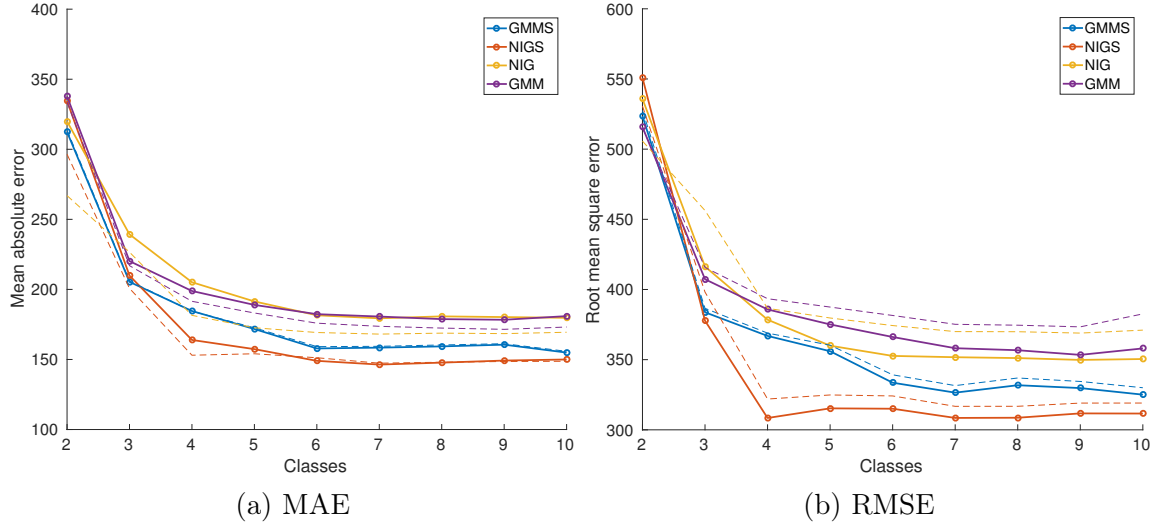 400
350
300
250
200
150
100
Mean absolute error
2 3 4 5 6 7 8 9 10
Classes
GMMS
NIGS
NIG
GMM
(a) MAE
600
550
500
450
400
350
300
Root mean square error
2 3 4 5 6 7 8 9 10
Classes
GMMS
NIGS
NIG
GMM
(b) RMSE